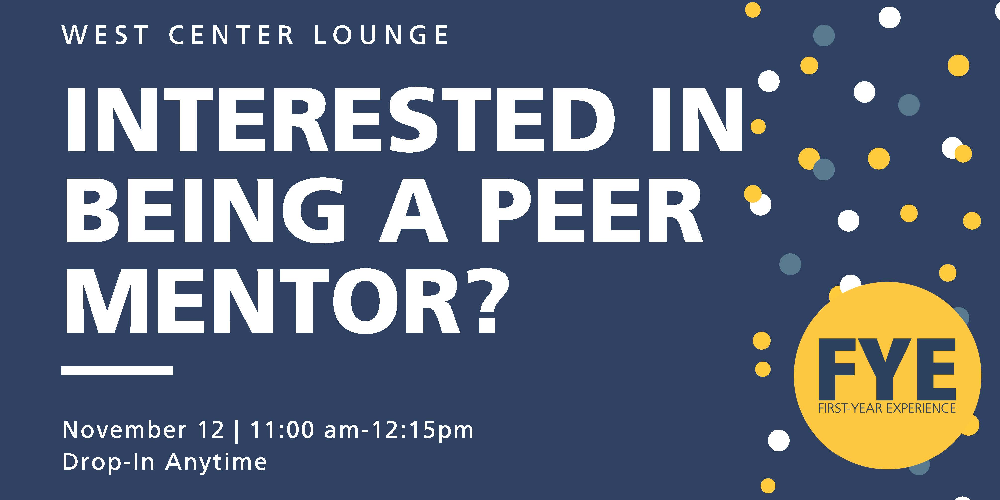 WEST CENTER LOUNGE
INTERESTED IN
BEING A PEER
MENTOR?
November 12 | 11:00 am-12:15pm
Drop-In Anytime
FYE
FIRST-YEAR EXPERIENCE